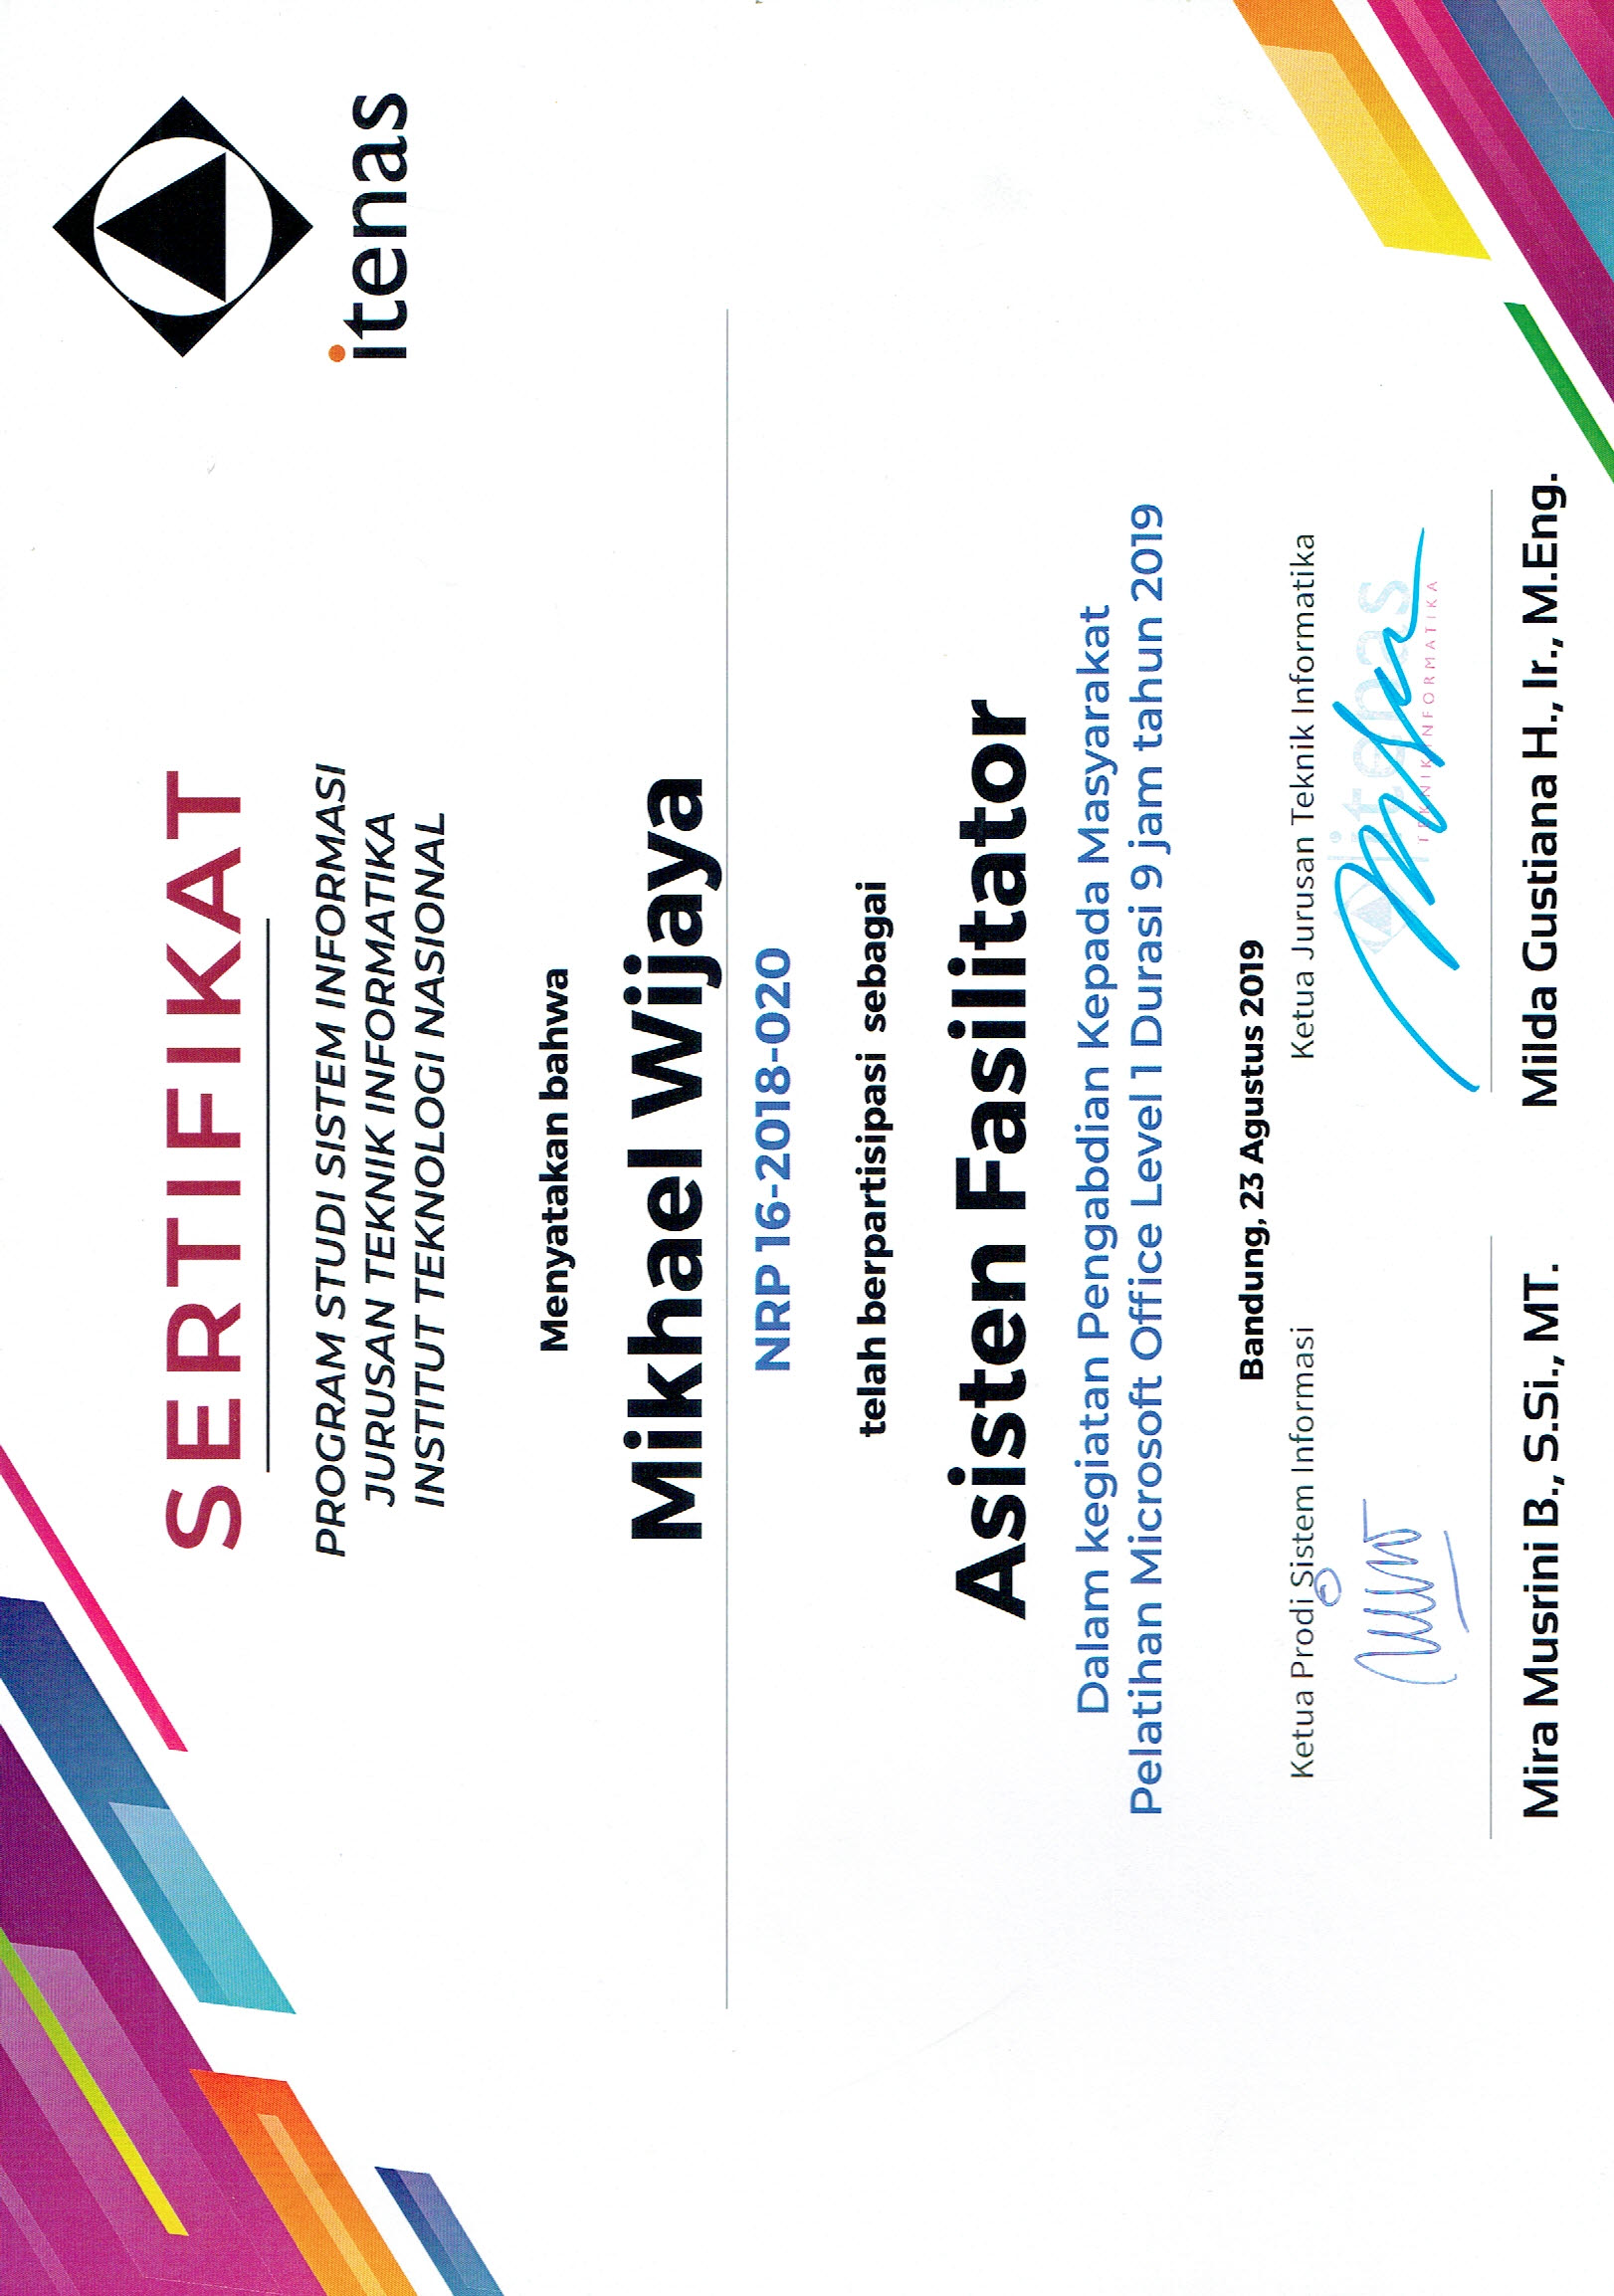 SERTIFIKAT
itenas
PROGRAM STUDI SISTEM INFORMASI
JURUSAN TEKNIK INFORMATIKA
INSTITUT TEKNOLOGI NASIONAL
Menyatakan bahwa
Mikhael Wijaya
NRP 16-2018-020
telah berpartisipasi sebagai
Asisten Fasilitator
Dalam kegiatan Pengabdian Kepada Masyarakat
Pelatihan Microsoft Office Level 1 Durasi 9 jam tahun 2019
Bandung, 23 Agustus 2019
Ketua Prodi Sistem Informasi
Ketua Jurusan Teknik Informatika
itenas
TEKNIK INFORMATIKA
Mira Musrini B., S.Si., MT.
Milda Gustiana H., Ir., M.Eng.